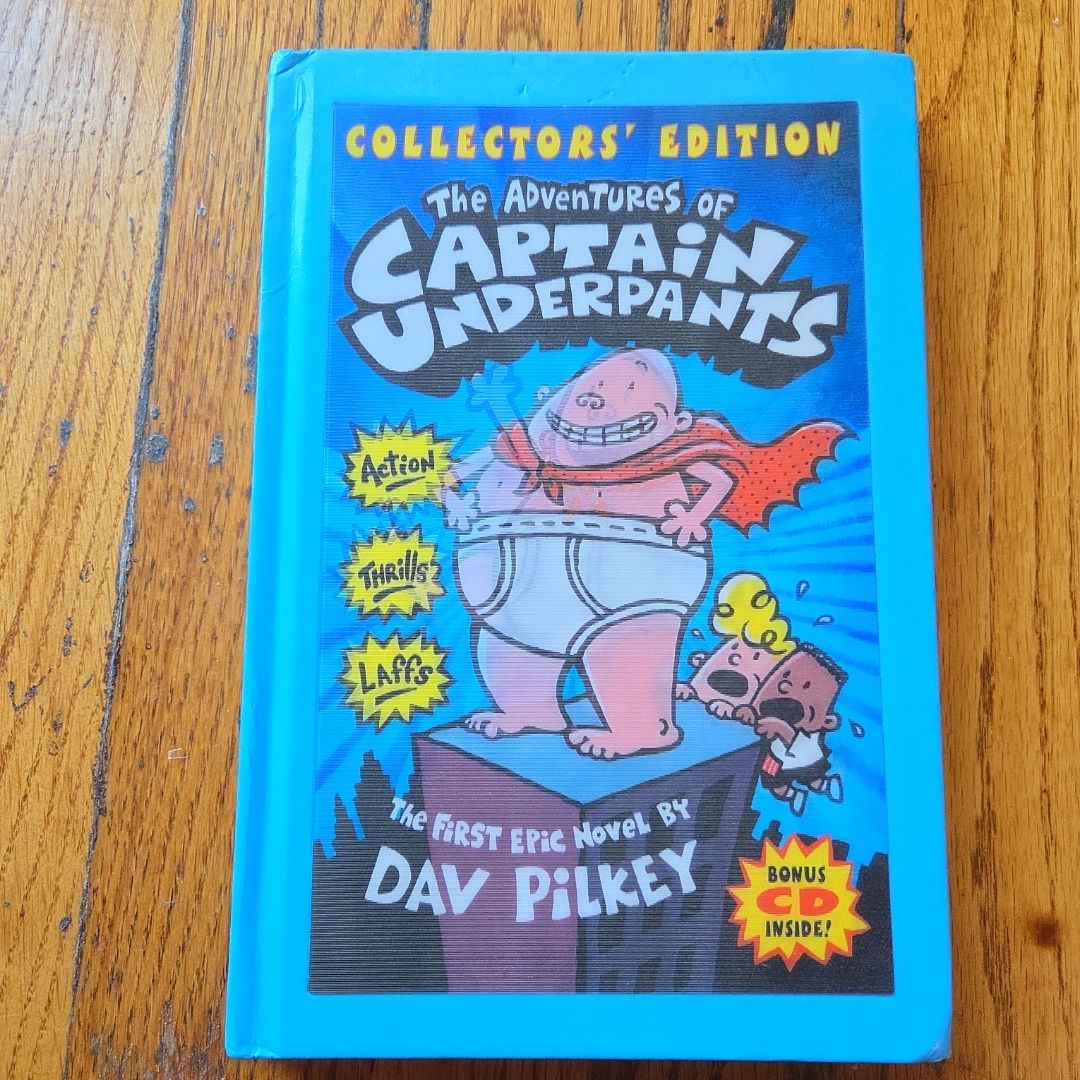 COLLECTORS' EDITION
The ADVENTURES OF
CAPTAiN
UNDERPANTS
ACTiON
THRills
LAffs
The FiRST EPiC NOVEL BY
DAV PiLKEY
BONUS
CD
INSIDE!